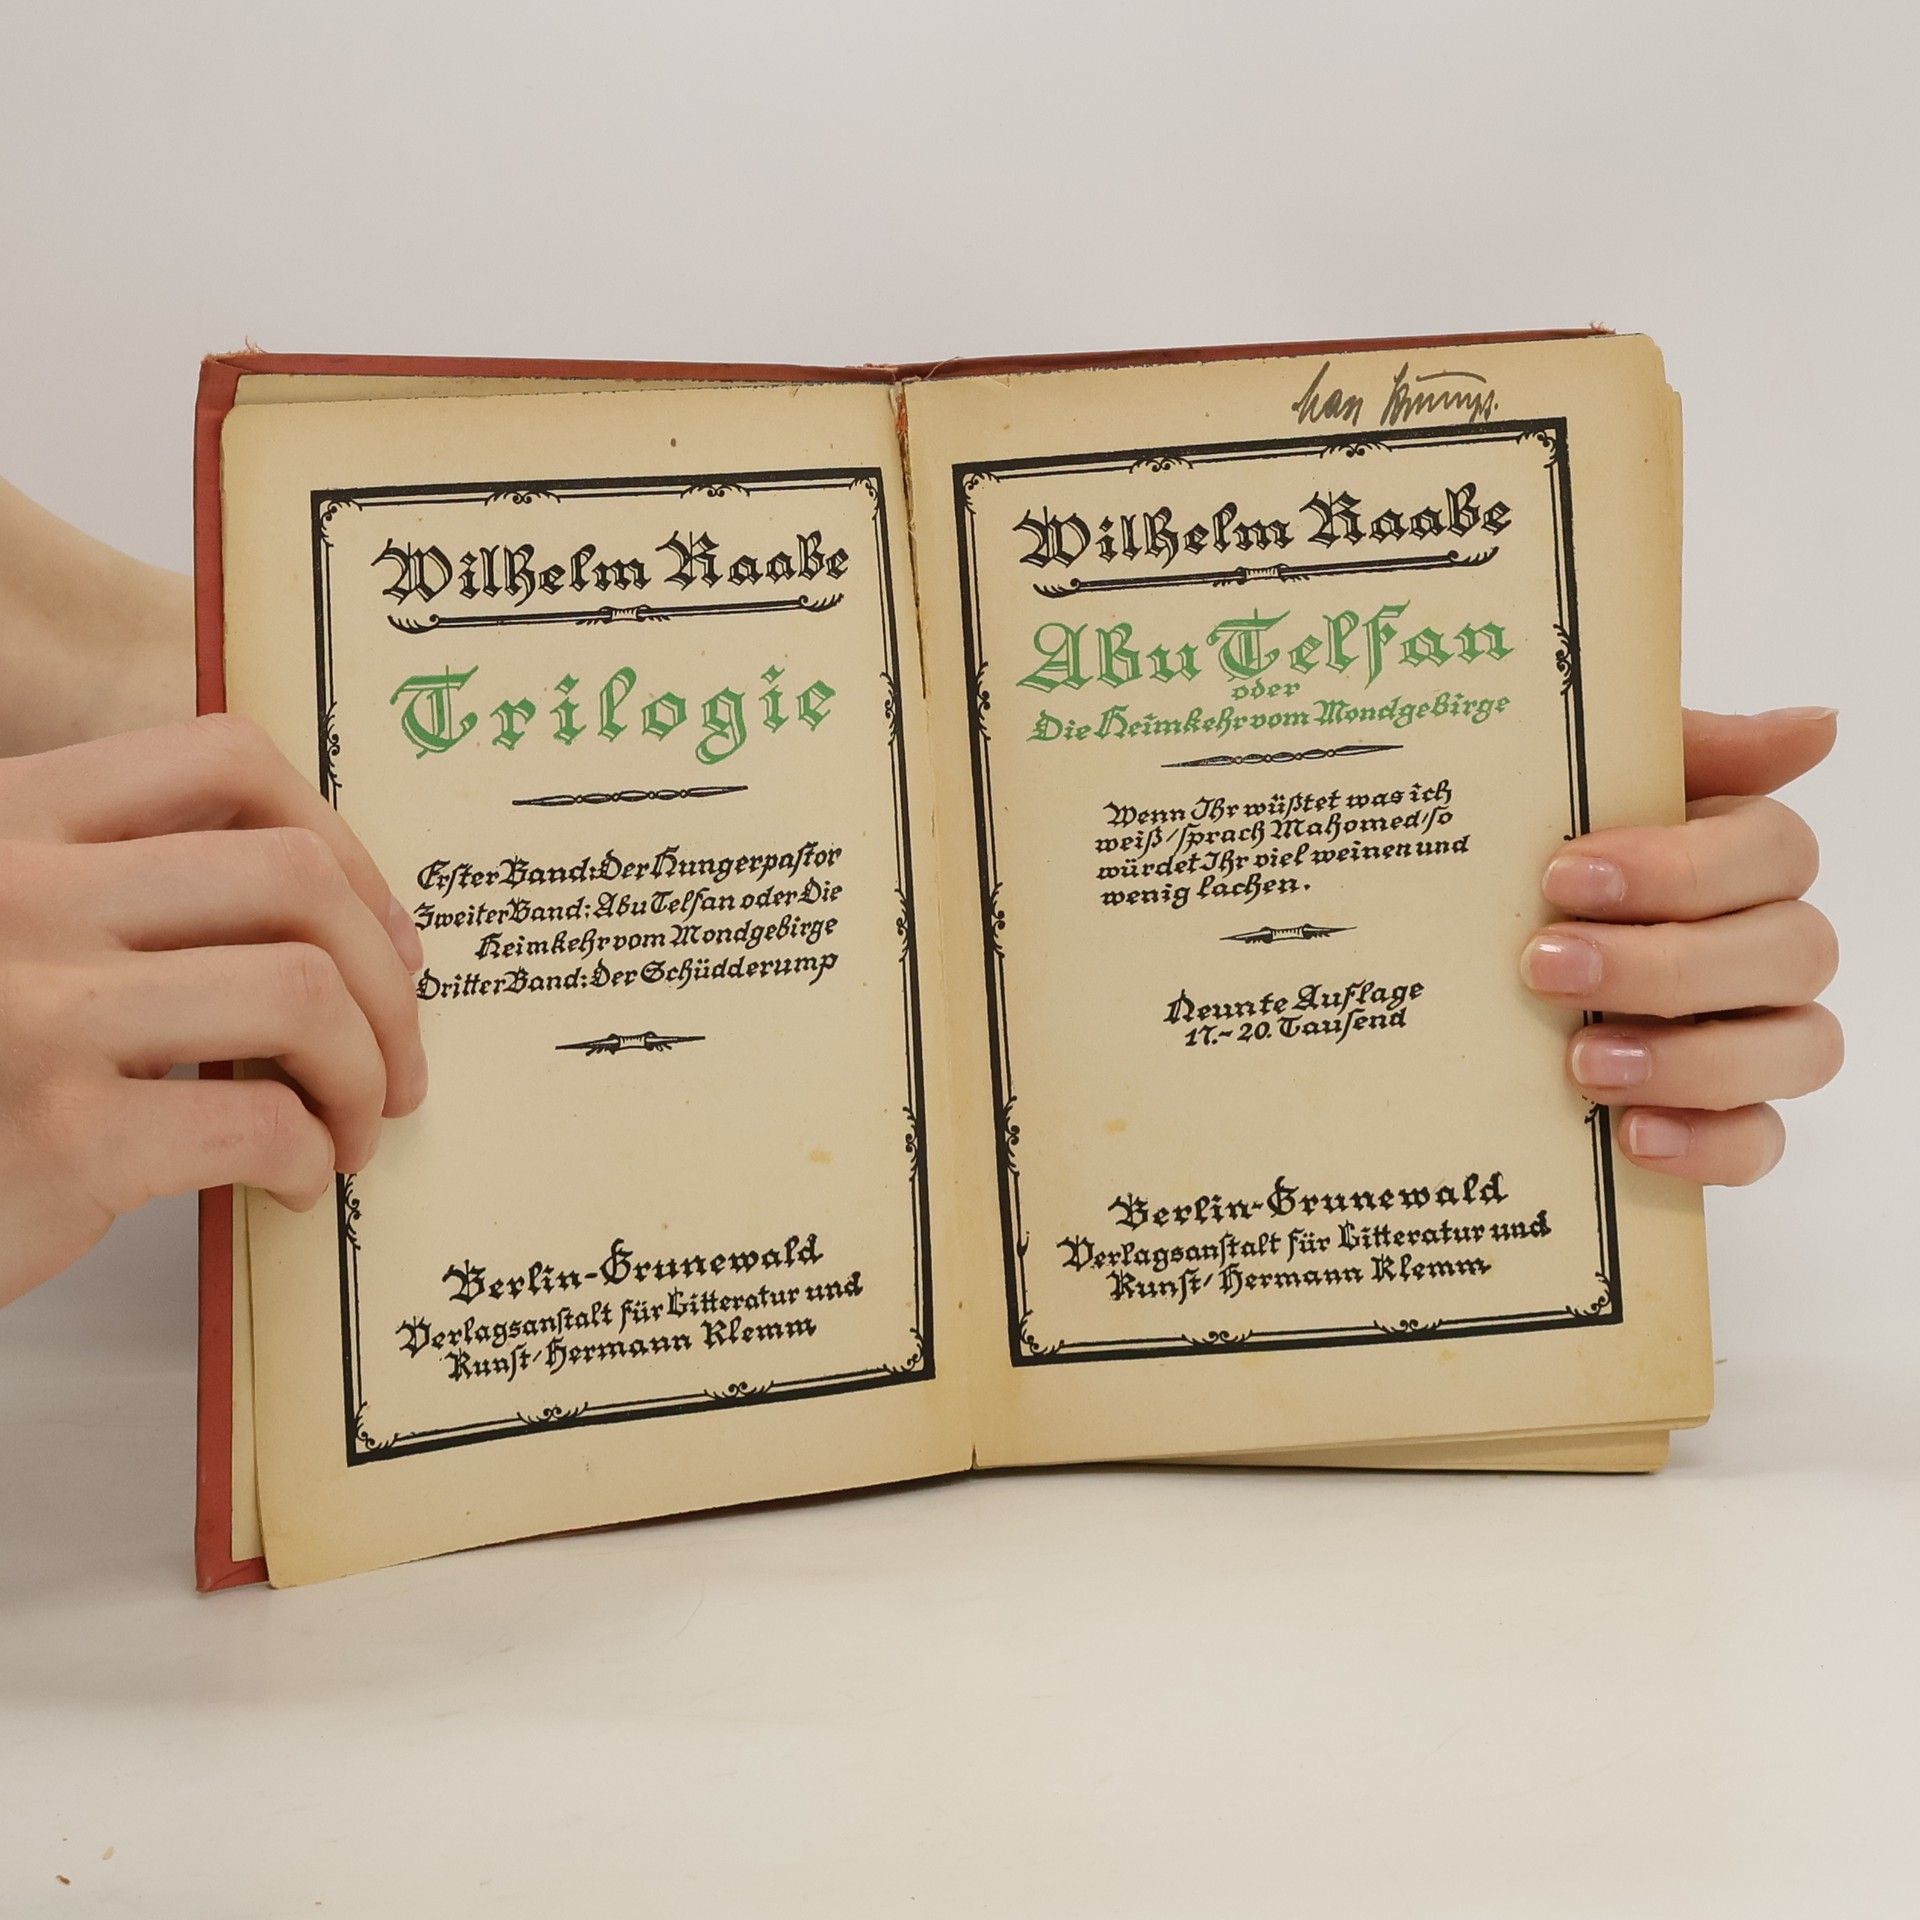 Wilhelm Raabe
Trilogie
Erster Band: Der Hungerpastor
Zweiter Band: Abu Telfan oder Die
Heimkehr vom Mondgebirge
Dritter Band: Der Schüdderump
Berlin-Grunewald
Verlagsanstalt für Litteratur und
Kunst/Hermann Klemm
Wilhelm Raabe
Abu Telfan
oder
Die Heimkehr vom Mondgebirge
Wenn Ihr wüßtet was ich
weiß/sprach Mahomed/so
würdet Ihr viel weinen und
wenig lachen.
Neunte Auflage
17.-20. Tausend
Berlin-Grunewald
Verlagsanstalt für Litteratur und
Kunst/Hermann Klemm